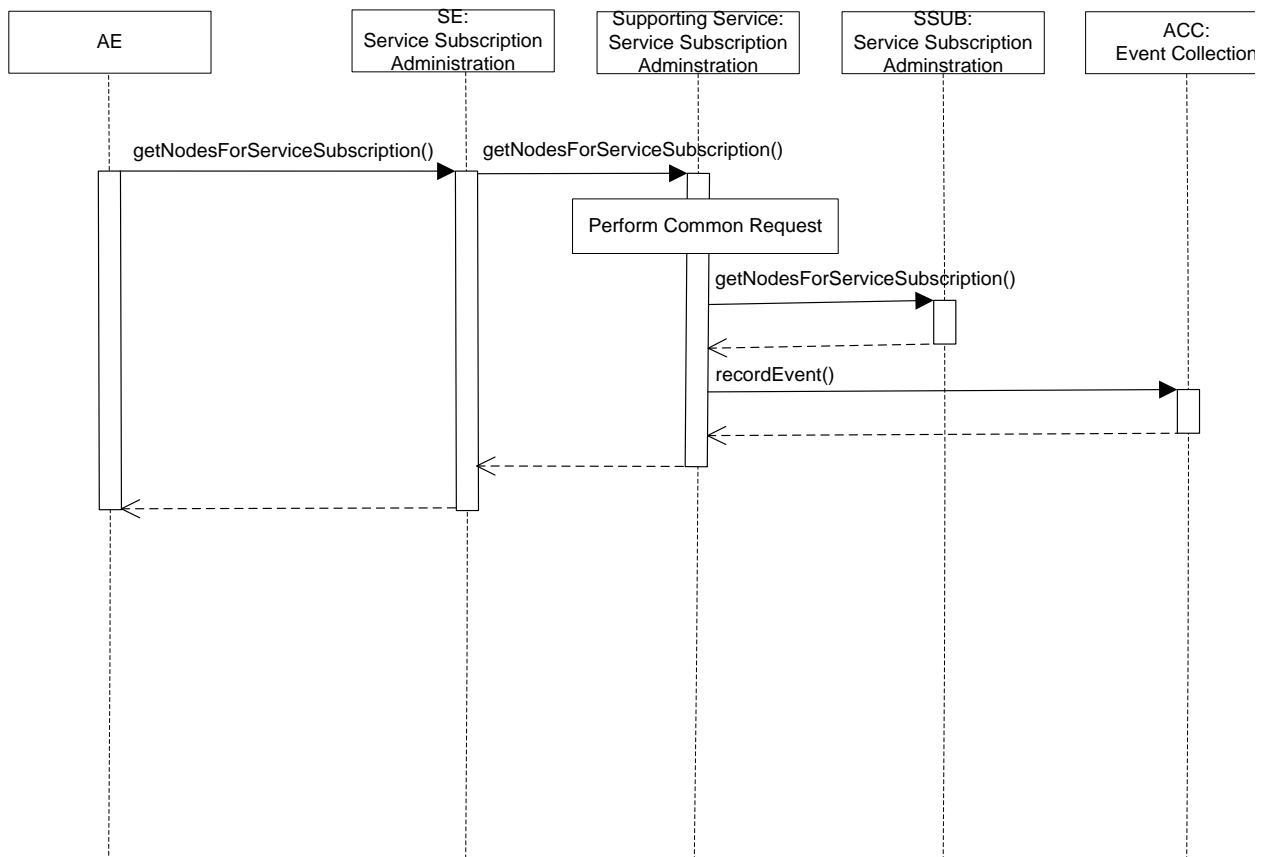 AE
SE:
Service Subscription
Administration
Supporting Service:
Service Subscription
Adminstration
SSUB:
Service Subscription
Adminstration
ACC:
Event Collection
getNodesForServiceSubscription()
getNodesForServiceSubscription()
Perform Common Request
getNodesForServiceSubscription()
recordEvent()